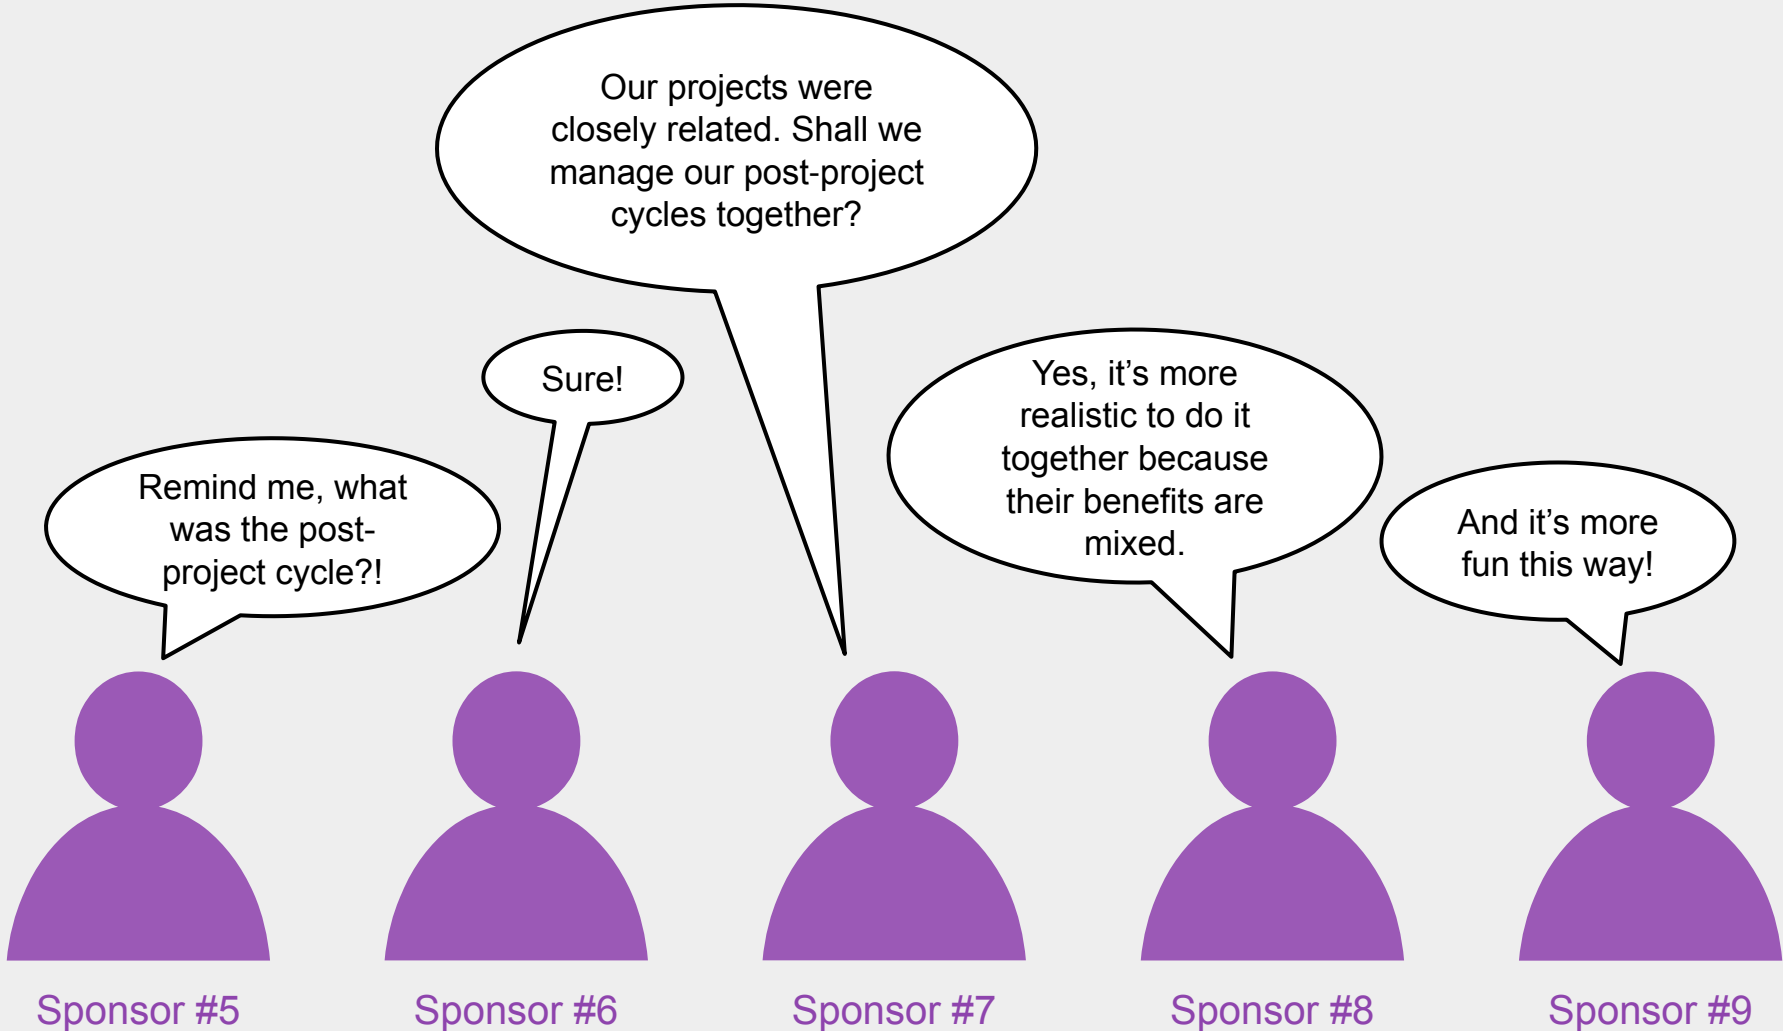 Our projects were
closely related. Shall we
manage our post-project
cycles together?
Sure!
Yes, it’s more
realistic to do it
together because
their benefits are
mixed.
Remind me, what
was the post-
project cycle?!
And it’s more
fun this way!
Sponsor #5
Sponsor #6
Sponsor #7
Sponsor #8
Sponsor #9